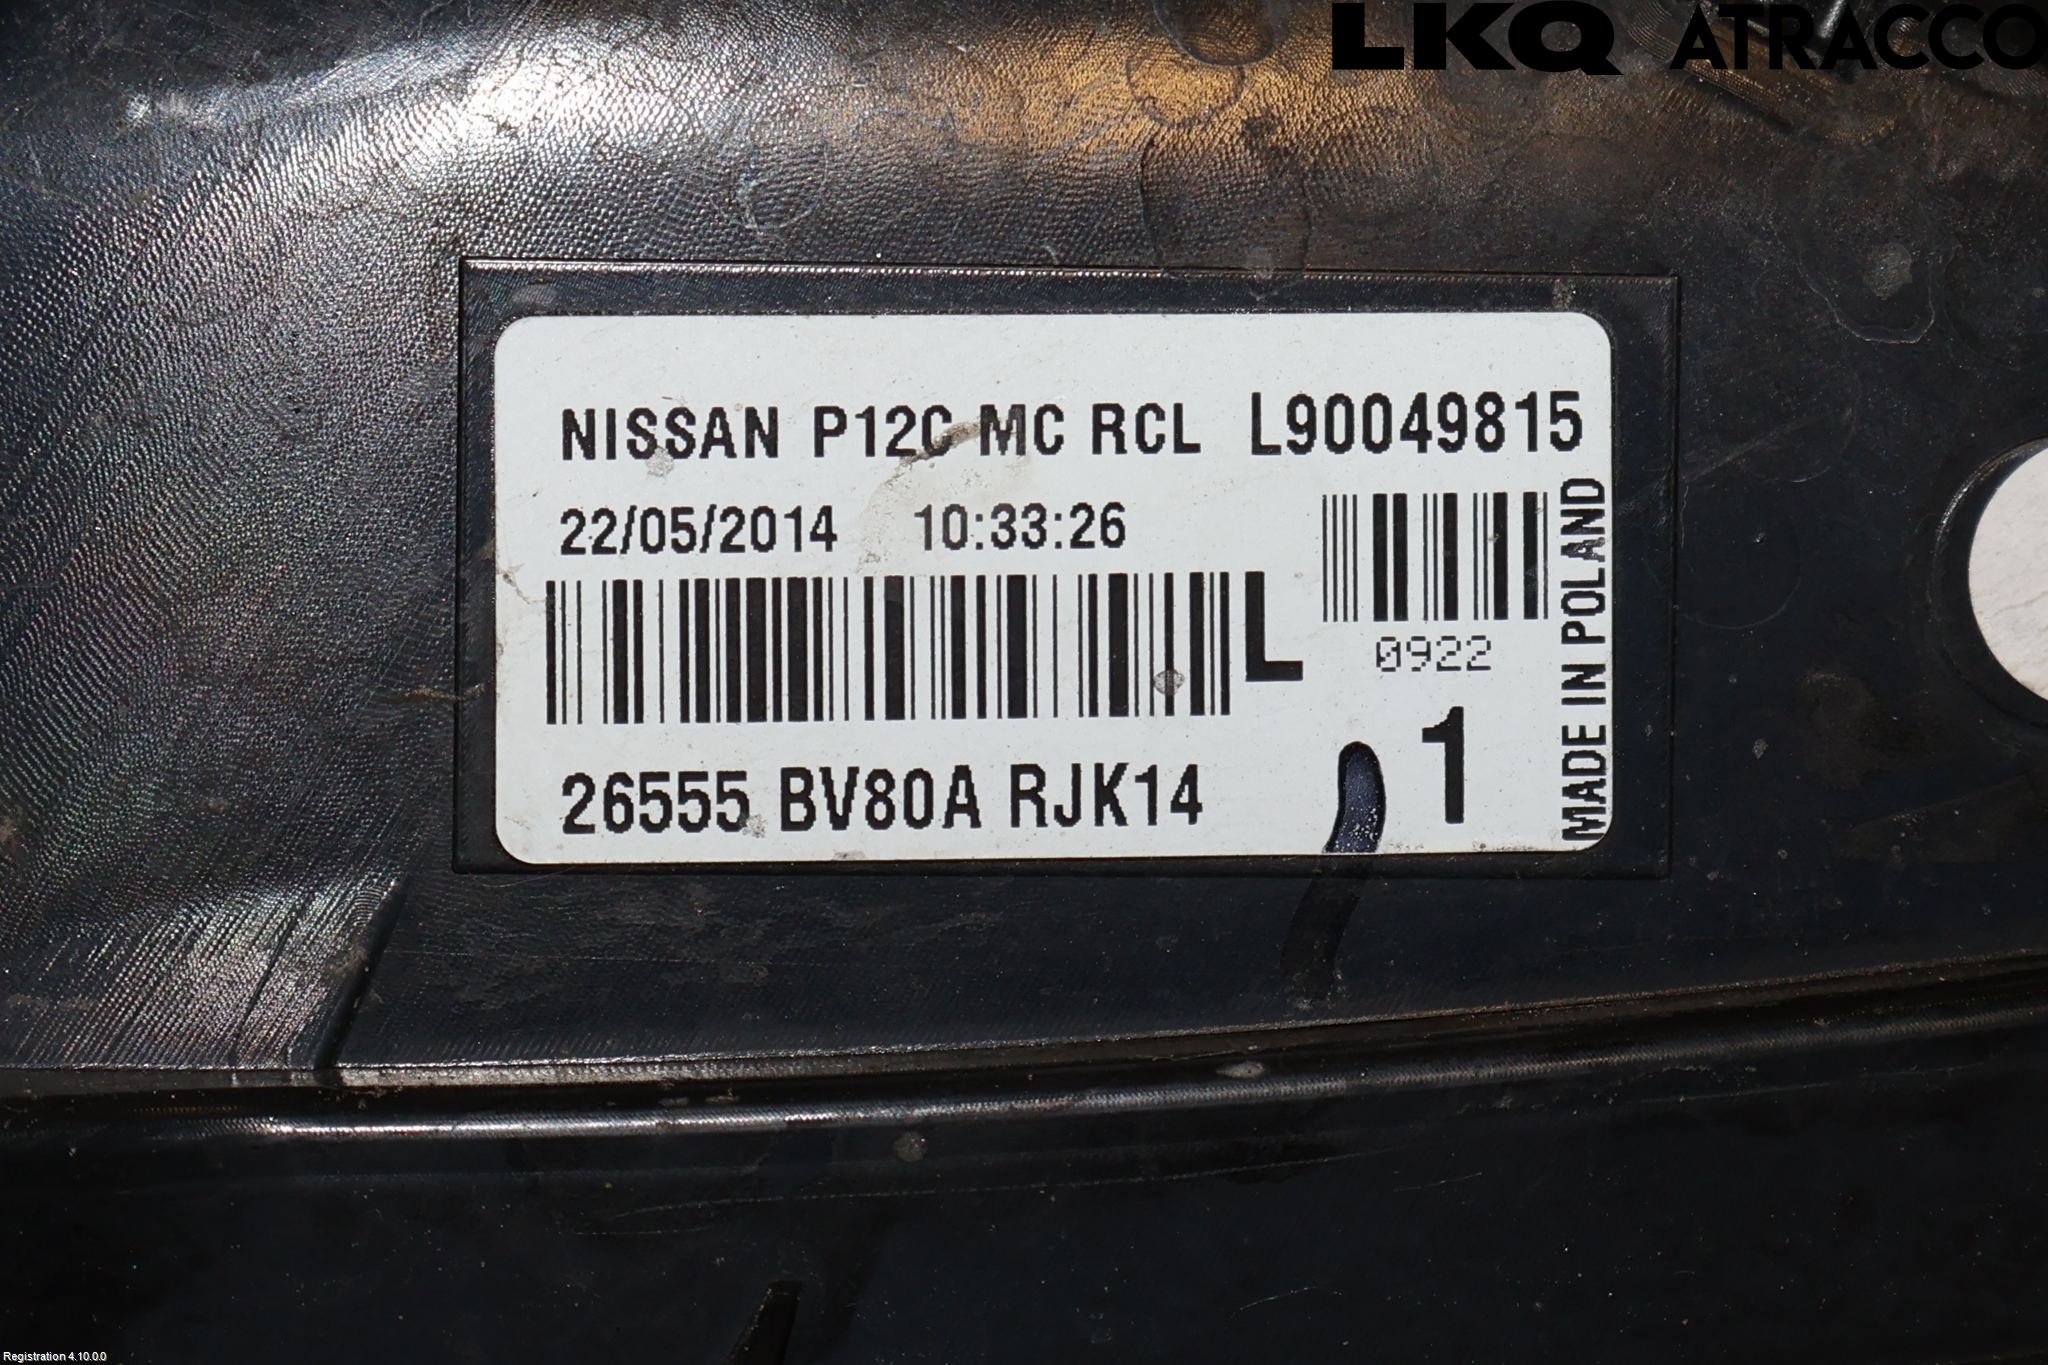 LKQ ATRACCO
NISSAN P12C MC RCL L90049815
22/05/2014 10:33:26
L
0922
26555 BV80A RJK14
1
MADE IN POLAND
Registration 4.10.0.0